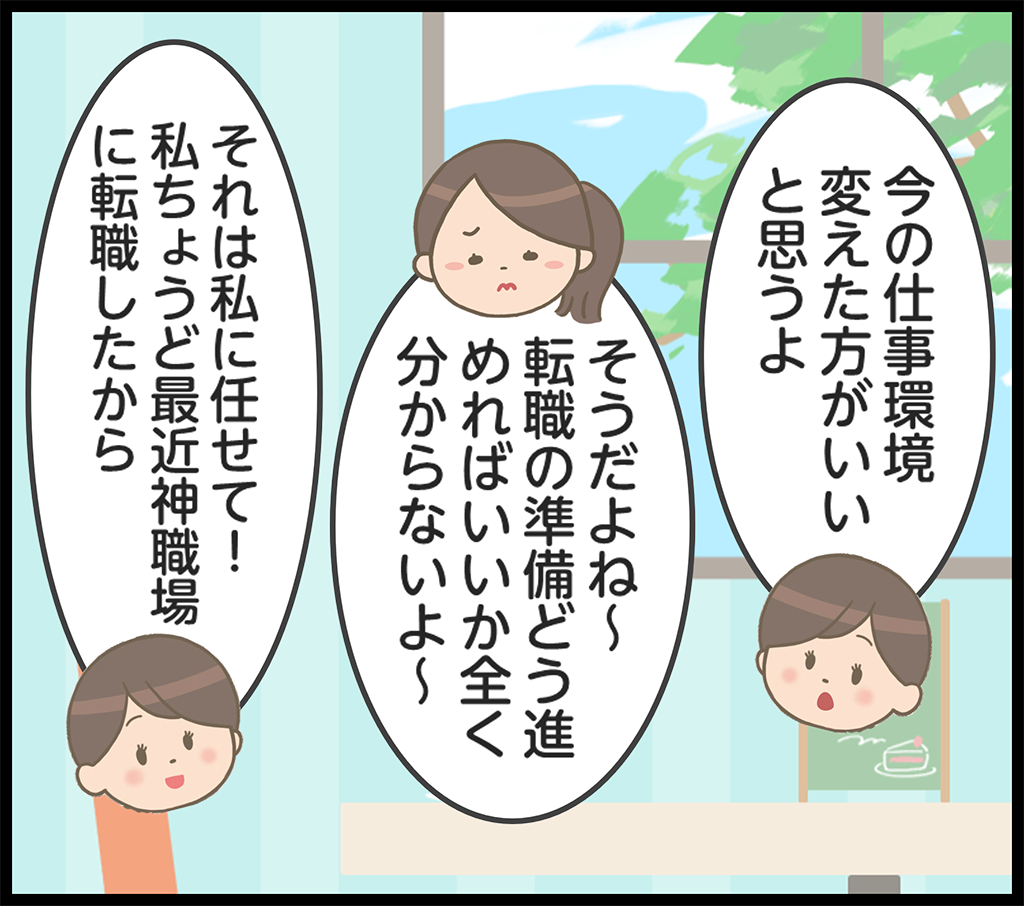 今の仕事環境
変えた方がいい
と思うよ
そうだよね～
転職の準備どう進
めればいいか全く
分からないよ～
それは私に任せて！
私ちょうど最近神職場
に転職したから